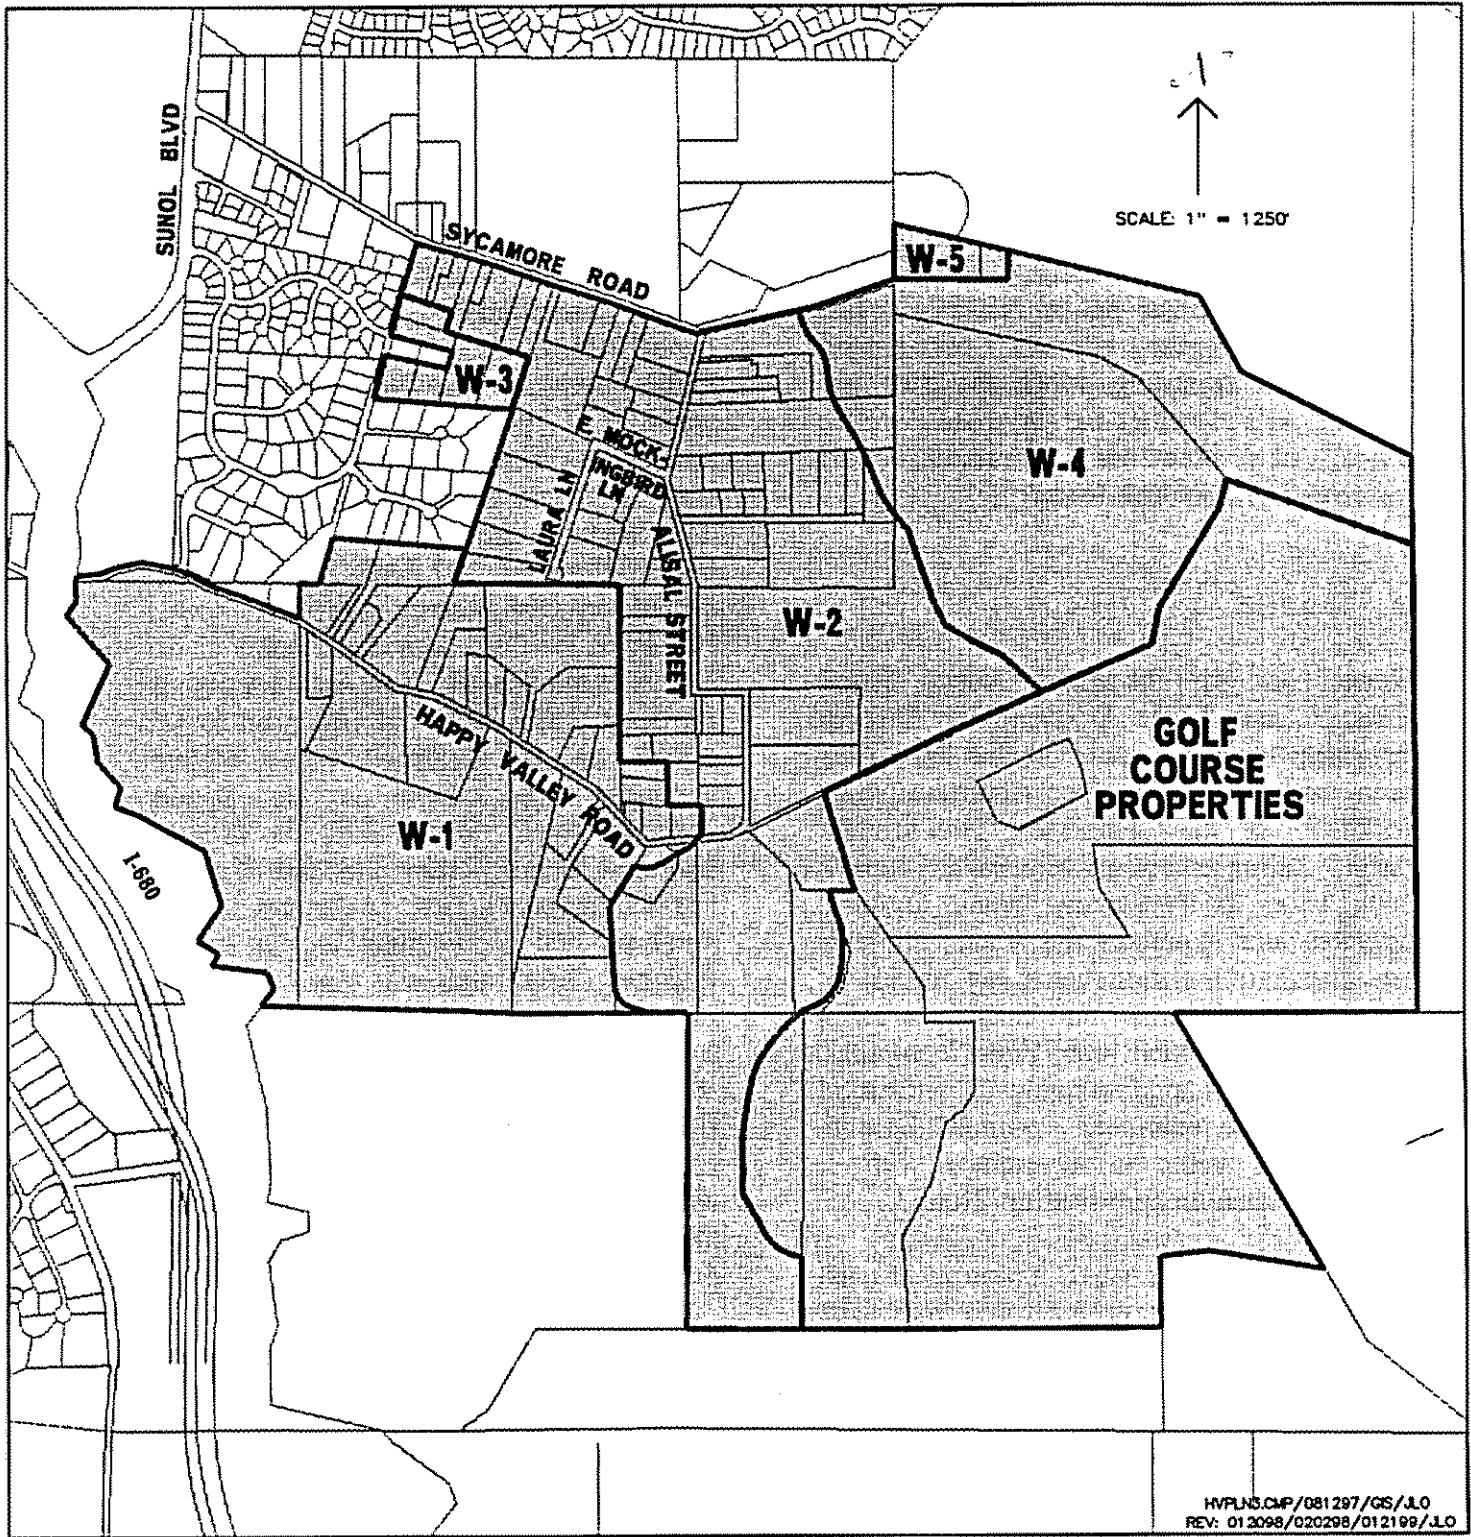 SUNOL BLVD
SCALE: 1" = 1250'
SYCAMORE ROAD
W-5
W-3
W-4
E. MOCK-
INGBIRD
LN
LAURA LN
ALISAL STREET
W-2
HAPPY VALLEY ROAD
GOLF
COURSE
PROPERTIES
W-1
I-680
HVPLN3.CMP/081297/GIS/JLO
REV: 013098/020298/012199/JLO